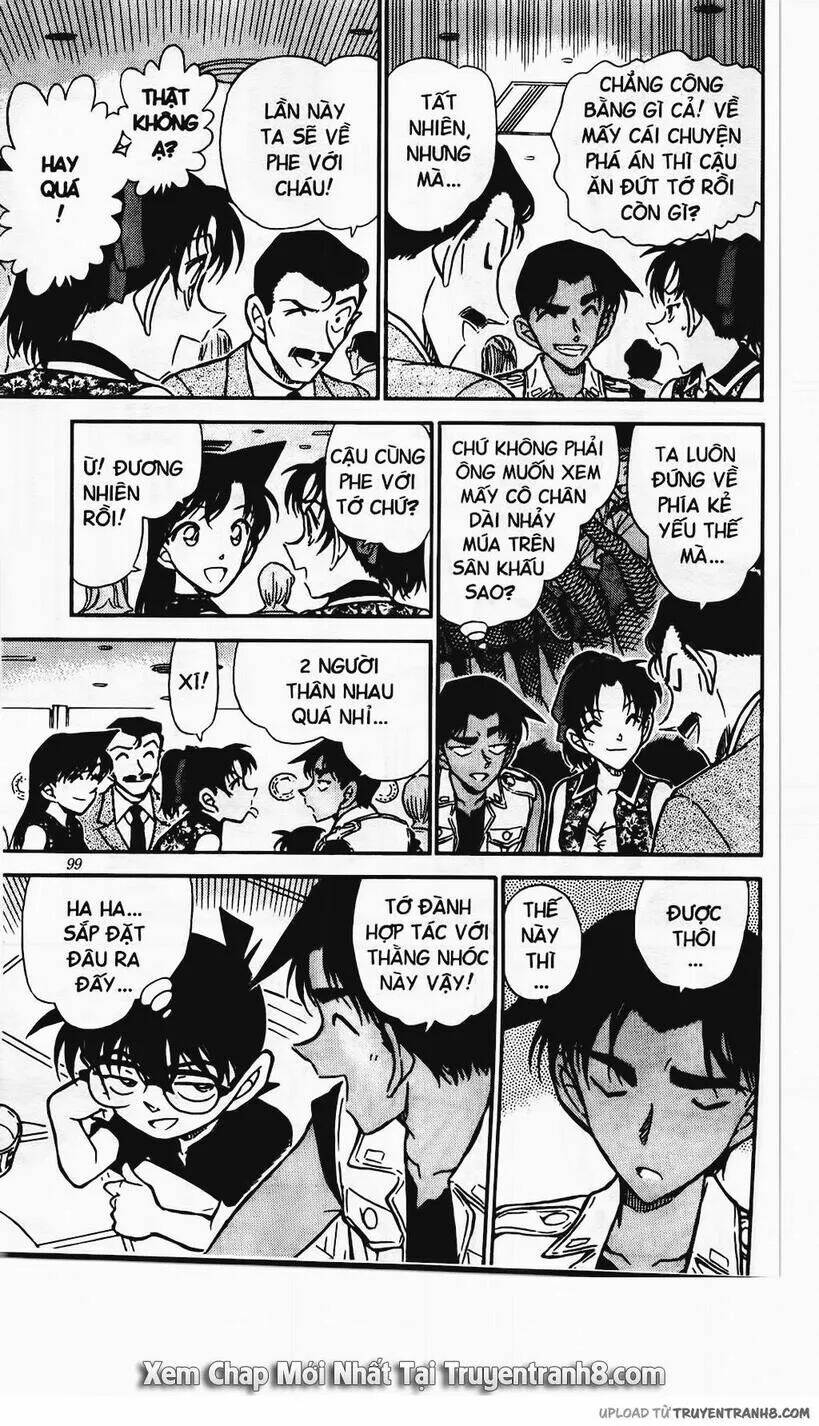 CHẲNG CÔNG
BẰNG GÌ CẢ! VỀ
MẤY CÁI CHUYỆN
PHÁ ÁN THÌ CẬU
ĂN ĐỨT TỚ RỒI
CÒN GÌ?
TẤT
NHIÊN,
NHƯNG
MÀ...
LẦN NÀY
TA SẼ VỀ
PHE VỚI
CHÁU!
THẬT
KHÔNG
Ạ?
HAY
QUÁ
!
TA LUÔN
ĐỨNG VỀ
PHÍA KẺ
YẾU THẾ
MÀ...
CHỨ KHÔNG PHẢI
ÔNG MUỐN XEM
MẤY CÔ CHÂN
DÀI NHẢY
MÚA TRÊN
SÂN KHẤU
SAO?
CẬU CÙNG
PHE VỚI
TỚ CHỨ?
Ừ! ĐƯƠNG
NHIÊN
RỒI!
2 NGƯỜI
THÂN NHAU
QUÁ NHỈ...
XÌ!
99
ĐƯỢC
THÔI
...
THẾ
NÀY THÌ
...
TỚ ĐÀNH
HỢP TÁC VỚI
THẰNG NHÓC
NÀY VẬY!
HA HA...
SẮP ĐẶT
ĐÂU RA
ĐẤY...
Xem Chap Mới Nhất Tại Truyentranh8.com
UPLOAD TỪ TRUYENTRANH8.COM